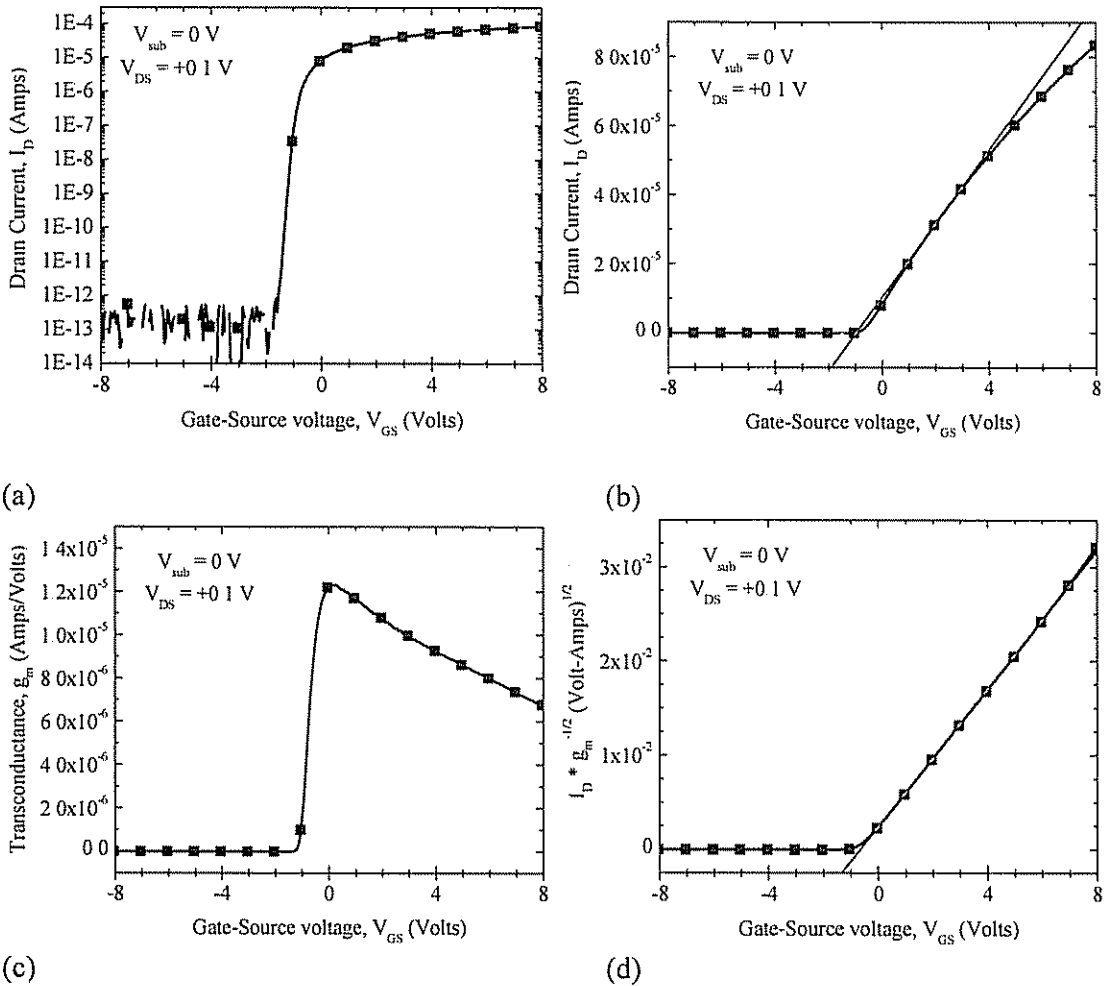 1E-4
1E-5
1E-6
1E-7
1E-8
1E-9
1E-10
1E-11
1E-12
1E-13
1E-14
V_sub = 0 V
V_DS = +0 1 V
Drain Current, I_D (Amps)
-8 -4 0 4 8
Gate-Source voltage, V_GS (Volts)
(a)
8 0x10^-5
6 0x10^-5
4 0x10^-5
2 0x10^-5
0 0
V_sub = 0 V
V_DS = +0 1 V
Drain Current, I_D (Amps)
-8 -4 0 4 8
Gate-Source voltage, V_GS (Volts)
(b)
1 4x10^-5
1 2x10^-5
1 0x10^-5
8 0x10^-6
6 0x10^-6
4 0x10^-6
2 0x10^-6
0 0
V_sub = 0 V
V_DS = +0 1 V
Transconductance, g_m (Amps/Volts)
-8 -4 0 4 8
Gate-Source voltage, V_GS (Volts)
(c)
3x10^-2
2x10^-2
1x10^-2
0
V_sub = 0 V
V_DS = +0.1 V
I_D * g_m^-1/2 (Volt-Amps)^1/2
-8 -4 0 4 8
Gate-Source voltage, V_GS (Volts)
(d)